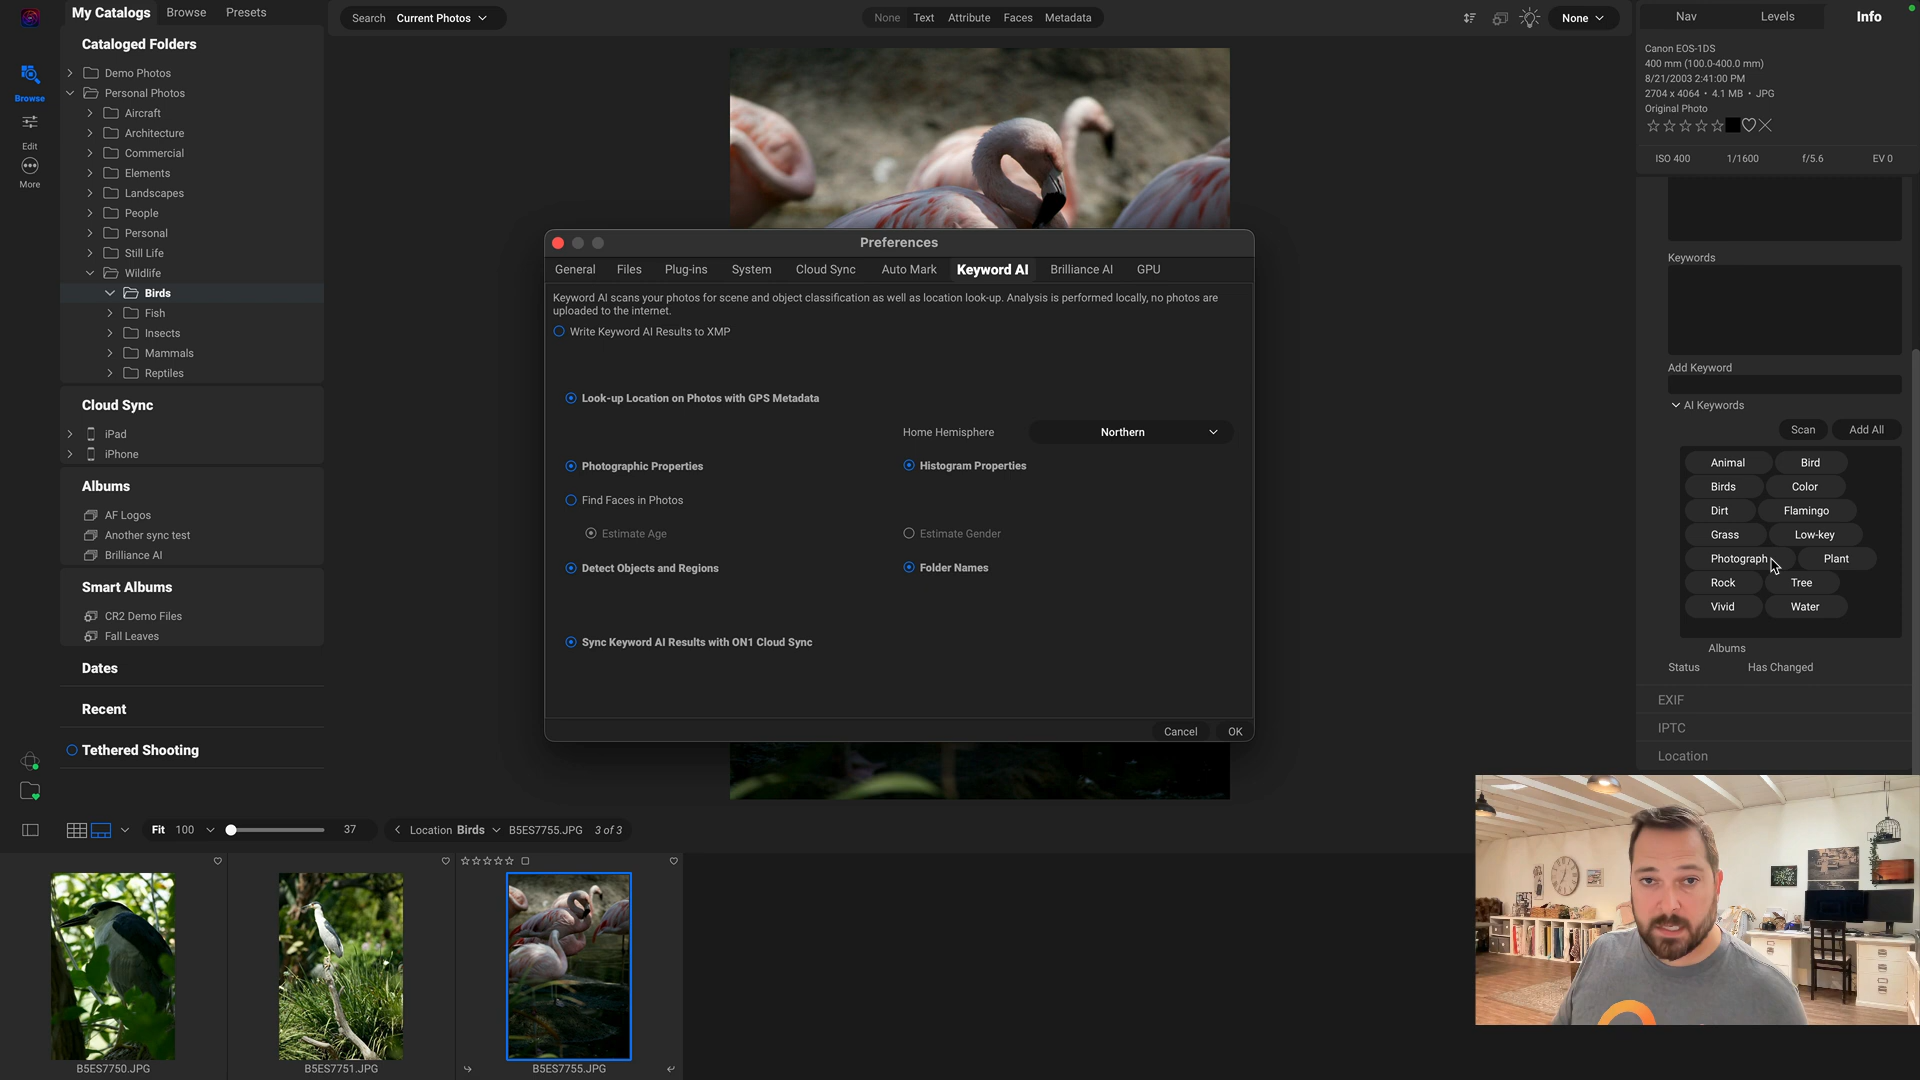 My Catalogs Browse Presets
Cataloged Folders
Demo Photos
Personal Photos
Aircraft
Architecture
Commercial
Elements
Landscapes
People
Personal
Still Life
Wildlife
Birds
Fish
Insects
Mammals
Reptiles
Cloud Sync
iPad
iPhone
Albums
AF Logos
Another sync test
Brilliance AI
Smart Albums
CR2 Demo Files
Fall Leaves
Dates
Recent
Tethered Shooting
Browse
Edit
More
Search Current Photos
None Text Attribute Faces Metadata
None
Preferences
General Files Plug-ins System Cloud Sync Auto Mark Keyword AI Brilliance AI GPU
Keyword AI scans your photos for scene and object classification as well as location look-up. Analysis is performed locally, no photos are
uploaded to the internet.
Write Keyword AI Results to XMP
Look-up Location on Photos with GPS Metadata
Home Hemisphere Northern
Photographic Properties Histogram Properties
Find Faces in Photos
Estimate Age Estimate Gender
Detect Objects and Regions Folder Names
Sync Keyword AI Results with ON1 Cloud Sync
Cancel OK
Nav Levels Info
Canon EOS-1DS
400 mm (100.0-400.0 mm)
8/21/2003 2:41:00 PM
2704 x 4064 • 4.1 MB • JPG
Original Photo
ISO 400 1/1600 f/5.6 EV 0
Keywords
Add Keyword
AI Keywords
Scan Add All
Animal Bird
Birds Color
Dirt Flamingo
Grass Low-key
Photograph Plant
Rock Tree
Vivid Water
Albums
Status Has Changed
EXIF
IPTC
Location
Fit 100 37 Location Birds B5ES7755.JPG 3 of 3
B5ES7750.JPG B5ES7751.JPG B5ES7755.JPG